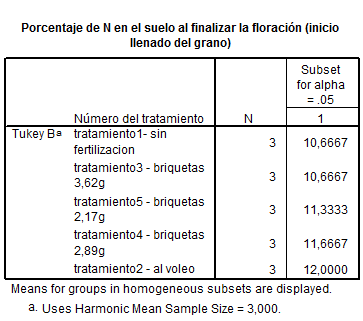 Porcentaje de N en el suelo al finalizar la floración (inicio
llenado del grano)
Subset
for alpha
= .05
Número del tratamiento N 1
Tukey Bª tratamiento1- sin
fertilizacion 3 10,6667
tratamiento3 - briquetas
3,62g 3 10,6667
tratamiento5 - briquetas
2,17g 3 11,3333
tratamiento4 - briquetas
2,89g 3 11,6667
tratamiento2 - al voleo 3 12,0000
Means for groups in homogeneous subsets are displayed.
a. Uses Harmonic Mean Sample Size = 3,000.